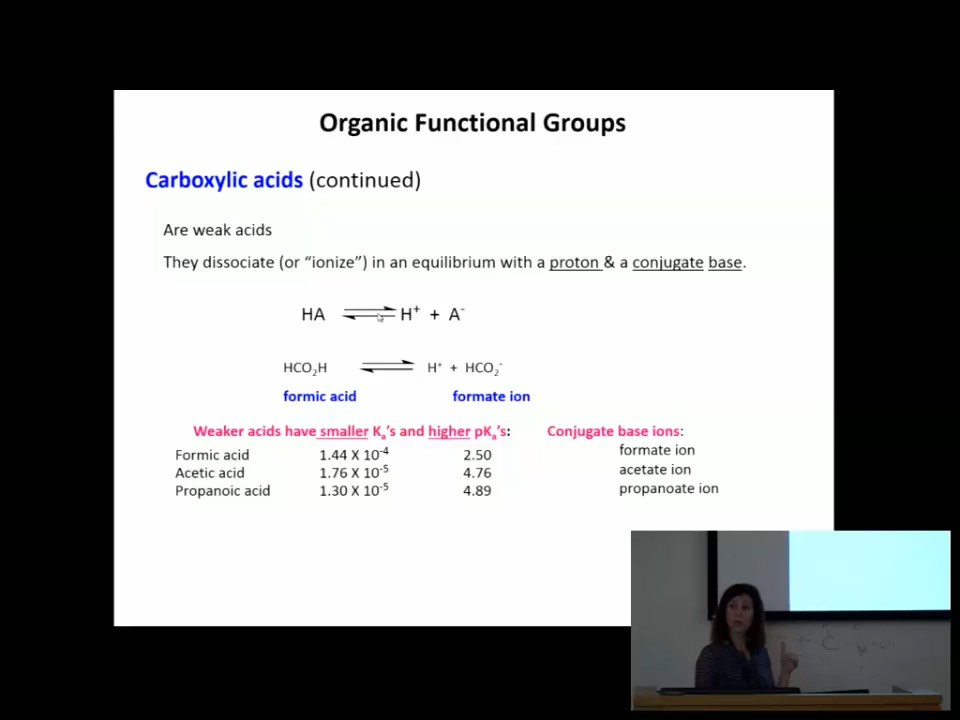 Organic Functional Groups
Carboxylic acids (continued)
Are weak acids
They dissociate (or “ionize”) in an equilibrium with a proton & a conjugate base.
HA ⇌ H⁺ + A⁻
HCO₂H ⇌ H⁺ + HCO₂⁻
formic acid formate ion
Weaker acids have smaller Kₐ's and higher pKₐ's: Conjugate base ions:
Formic acid 1.44 X 10⁻⁴ 2.50 formate ion
Acetic acid 1.76 X 10⁻⁵ 4.76 acetate ion
Propanoic acid 1.30 X 10⁻⁵ 4.89 propanoate ion